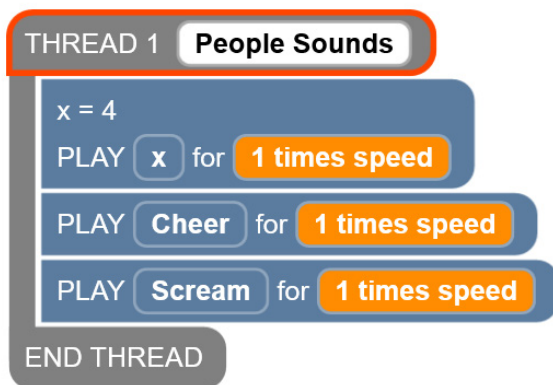 THREAD 1 People Sounds
x = 4
PLAY x for 1 times speed
PLAY Cheer for 1 times speed
PLAY Scream for 1 times speed
END THREAD